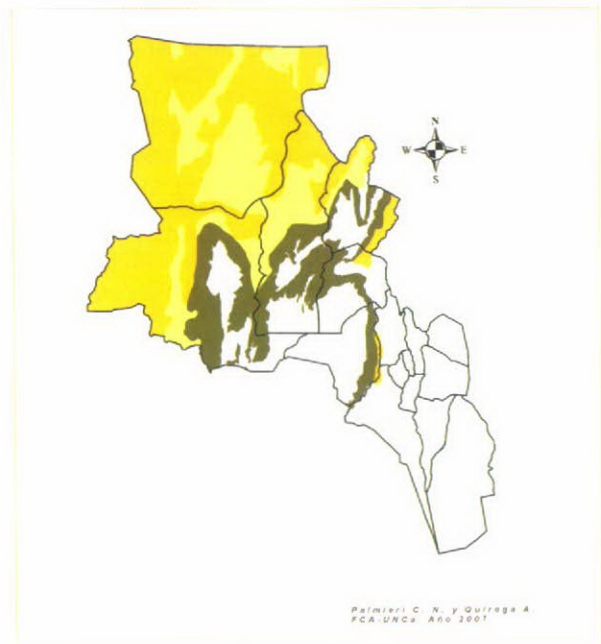 N
W E
S
Palmieri C. N. y Quiroga A.
FCA-UNCa. Año 2001